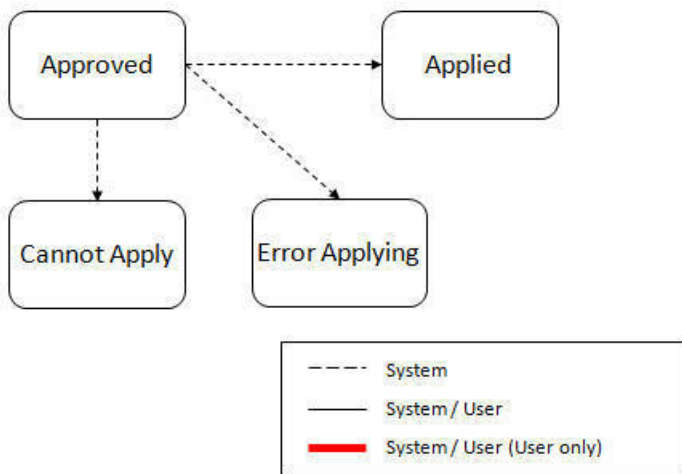 Approved
Applied
Cannot Apply
Error Applying
System
System / User
System / User (User only)